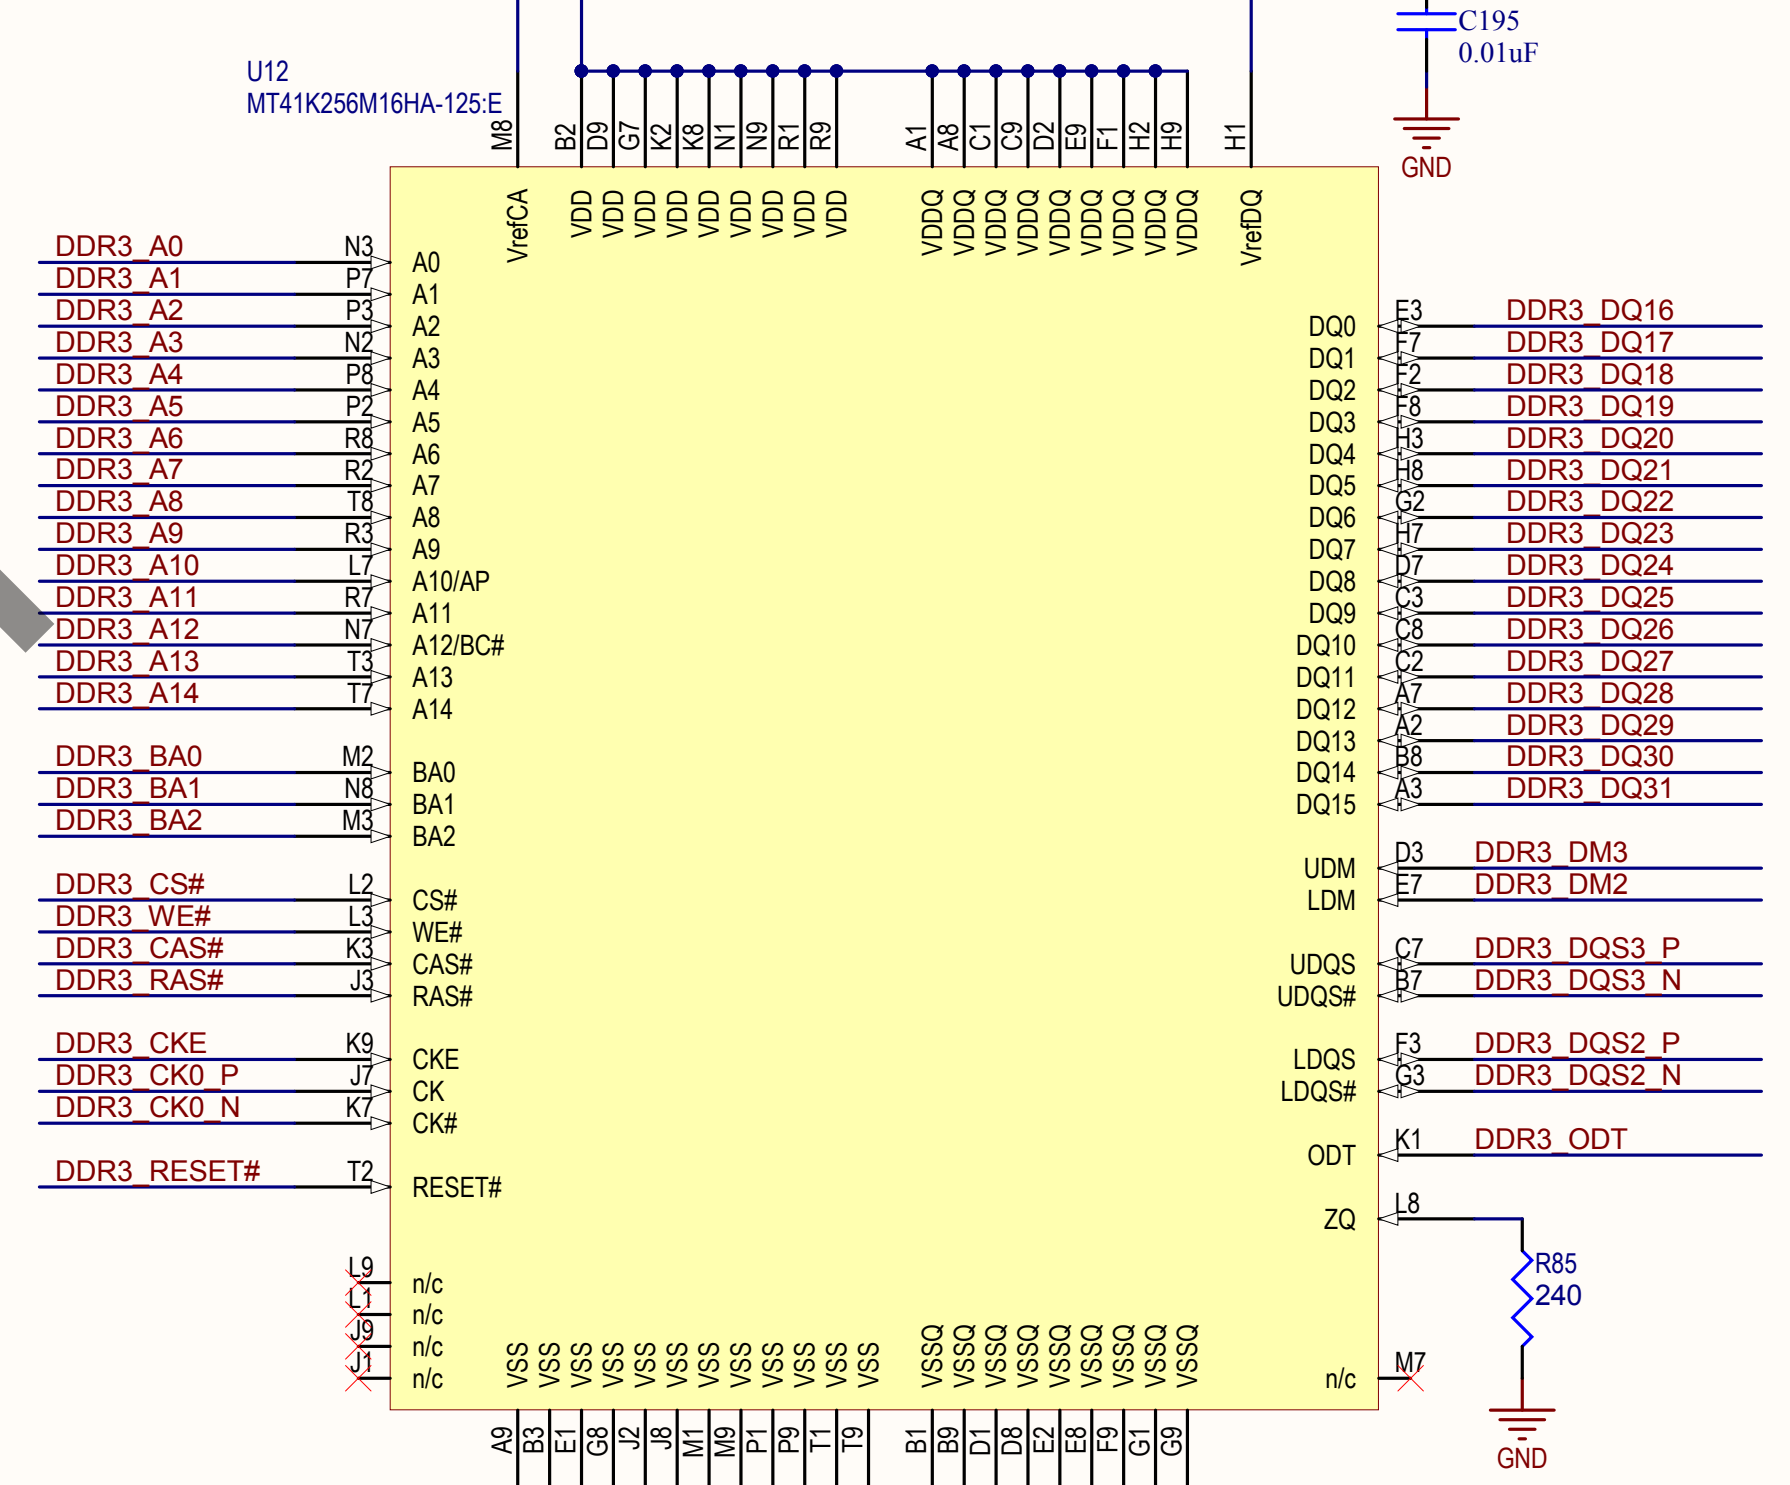 C195
0.01uF
GND
U12
MT41K256M16HA-125:E
M8 B2 D9 G7 K2 K8 N1 N9 R1 R9 A1 A8 C1 C9 D2 E9 F1 H2 H9 H1
VrefCA VDD VDD VDD VDD VDD VDD VDD VDD VDD VDDQ VDDQ VDDQ VDDQ VDDQ VDDQ VDDQ VDDQ VDDQ VrefDQ
DDR3_A0 N3 A0
DDR3_A1 P7 A1
DDR3_A2 P3 A2
DDR3_A3 N2 A3
DDR3_A4 P8 A4
DDR3_A5 P2 A5
DDR3_A6 R8 A6
DDR3_A7 R2 A7
DDR3_A8 T8 A8
DDR3_A9 R3 A9
DDR3_A10 L7 A10/AP
DDR3_A11 R7 A11
DDR3_A12 N7 A12/BC#
DDR3_A13 T3 A13
DDR3_A14 T7 A14
DDR3_BA0 M2 BA0
DDR3_BA1 N8 BA1
DDR3_BA2 M3 BA2
DDR3_CS# L2 CS#
DDR3_WE# L3 WE#
DDR3_CAS# K3 CAS#
DDR3_RAS# J3 RAS#
DDR3_CKE K9 CKE
DDR3_CK0_P J7 CK
DDR3_CK0_N K7 CK#
DDR3_RESET# T2 RESET#
L9 n/c
L1 n/c
J9 n/c
J1 n/c
DQ0 E3 DDR3_DQ16
DQ1 F7 DDR3_DQ17
DQ2 F2 DDR3_DQ18
DQ3 F8 DDR3_DQ19
DQ4 H3 DDR3_DQ20
DQ5 H8 DDR3_DQ21
DQ6 G2 DDR3_DQ22
DQ7 H7 DDR3_DQ23
DQ8 D7 DDR3_DQ24
DQ9 C3 DDR3_DQ25
DQ10 C8 DDR3_DQ26
DQ11 C2 DDR3_DQ27
DQ12 A7 DDR3_DQ28
DQ13 A2 DDR3_DQ29
DQ14 B8 DDR3_DQ30
DQ15 A3 DDR3_DQ31
UDM D3 DDR3_DM3
LDM E7 DDR3_DM2
UDQS C7 DDR3_DQS3_P
UDQS# B7 DDR3_DQS3_N
LDQS F3 DDR3_DQS2_P
LDQS# G3 DDR3_DQS2_N
ODT K1 DDR3_ODT
ZQ L8
R85
240
n/c M7
GND
VSS VSS VSS VSS VSS VSS VSS VSS VSS VSS VSS VSS VSSQ VSSQ VSSQ VSSQ VSSQ VSSQ VSSQ VSSQ VSSQ
A9 B3 E1 G8 J2 J8 M1 M9 P1 P9 T1 T9 B1 B9 D1 D8 E2 E8 F9 G1 G9